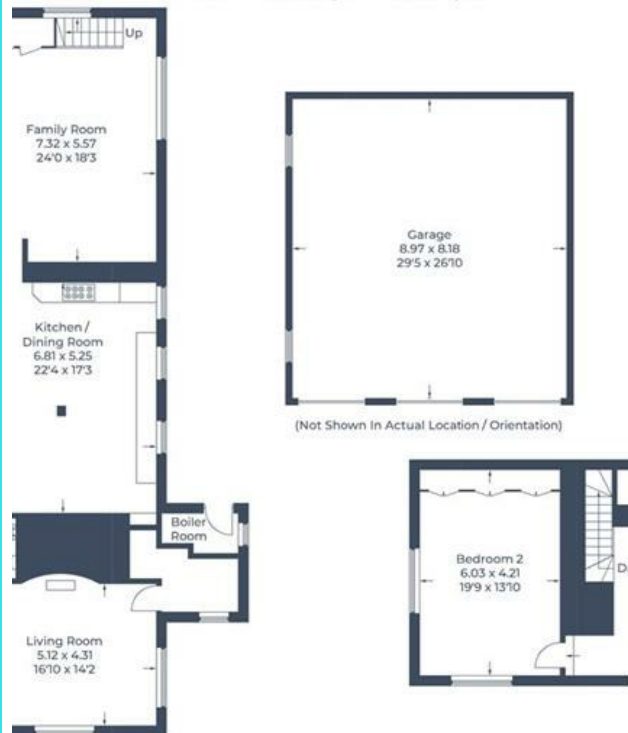 Up
Family Room
7.32 x 5.57
24'0 x 18'3
Garage
8.97 x 8.18
29'5 x 26'10
Kitchen /
Dining Room
6.81 x 5.25
22'4 x 17'3
(Not Shown In Actual Location / Orientation)
Boiler
Room
Bedroom 2
6.03 x 4.21
19'9 x 13'10
D
Living Room
5.12 x 4.31
16'10 x 14'2